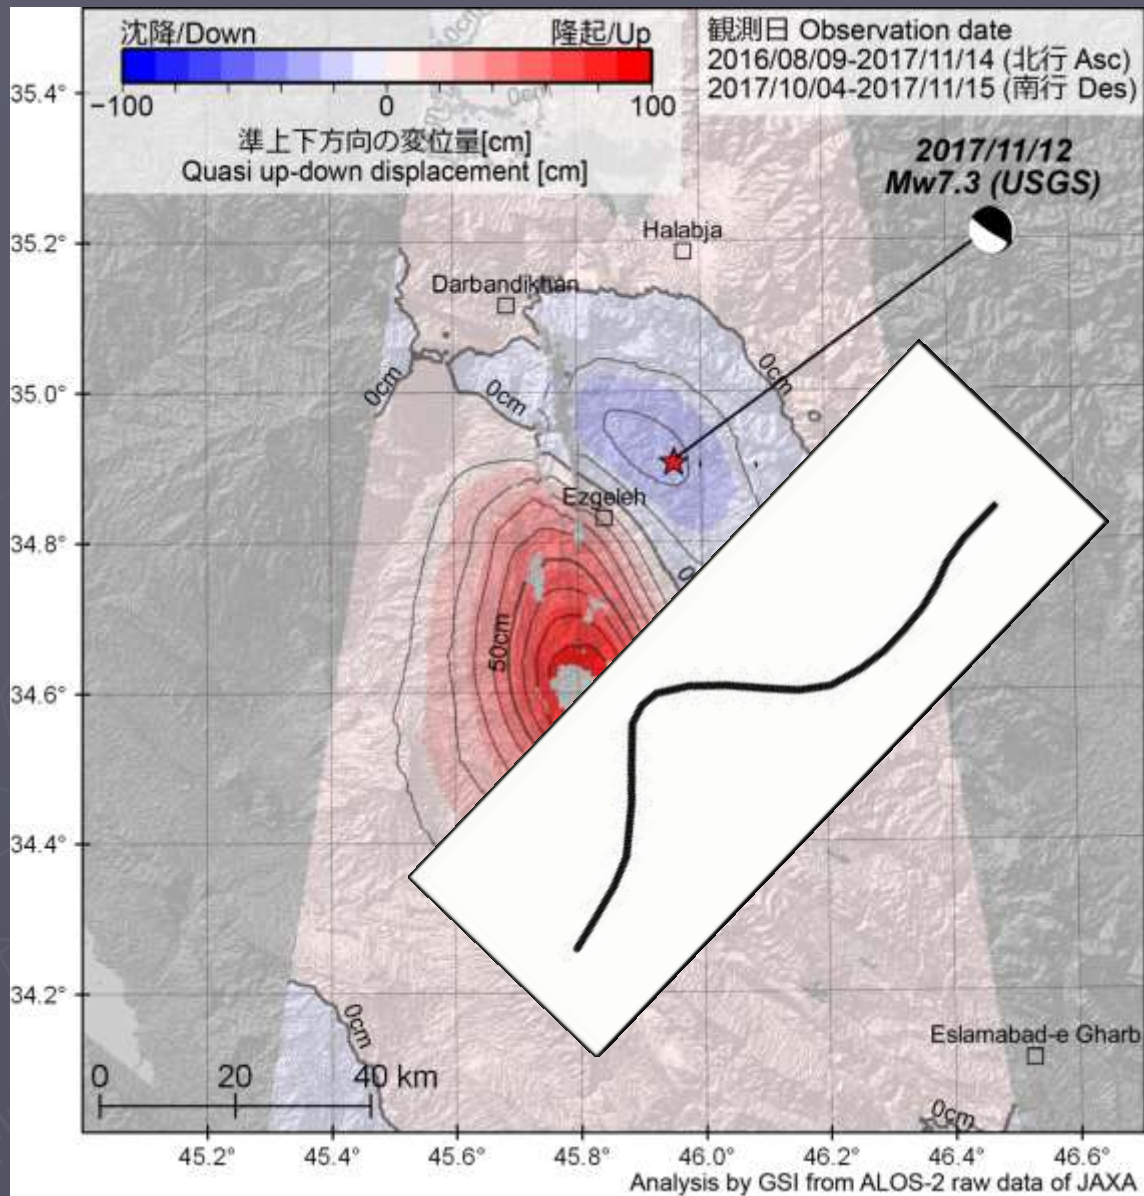 沈降/Down 隆起/Up
−100 0 100
準上下方向の変位量[cm]
Quasi up-down displacement [cm]
観測日 Observation date
2016/08/09-2017/11/14 (北行 Asc)
2017/10/04-2017/11/15 (南行 Des)
2017/11/12
Mw7.3 (USGS)
0cm
0cm
35.4°
35.2°
35.0°
34.8°
34.6°
34.4°
34.2°
Halabja
Darbandikhan
0cm
0cm
0cm
Ezgeleh
50cm
0cm
Eslamabad-e Gharb
0cm
0 20 40 km
45.2° 45.4° 45.6° 45.8° 46.0° 46.2° 46.4° 46.6°
Analysis by GSI from ALOS-2 raw data of JAXA